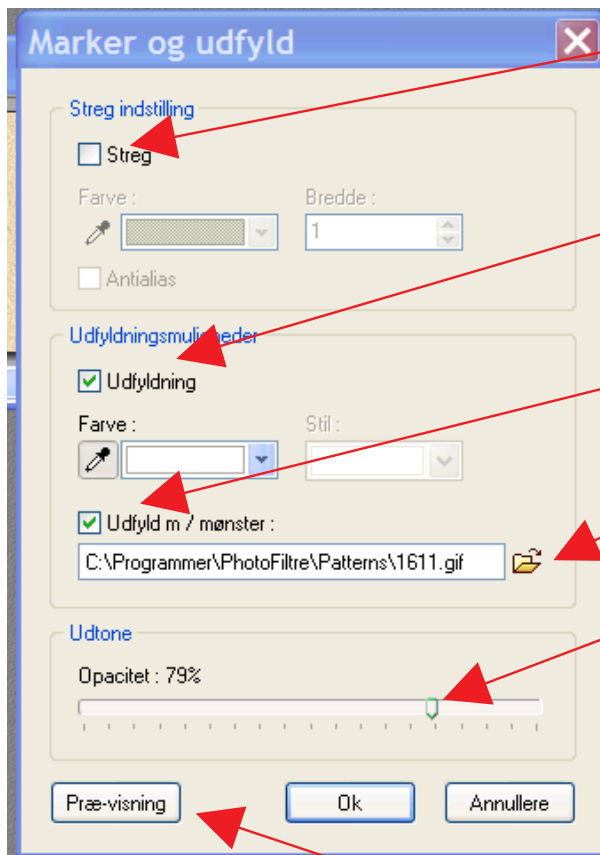 Marker og udfyld
Streg indstilling
Streg
Farve :
Bredde :
1
Antialias
Udfyldningsmuligheder
Udfyldning
Farve :
Stil :
Udfyld m / mønster :
C:\Programmer\PhotoFiltre\Patterns\1611.gif
Udtone
Opacitet : 79%
Præ-visning
Ok
Annullere